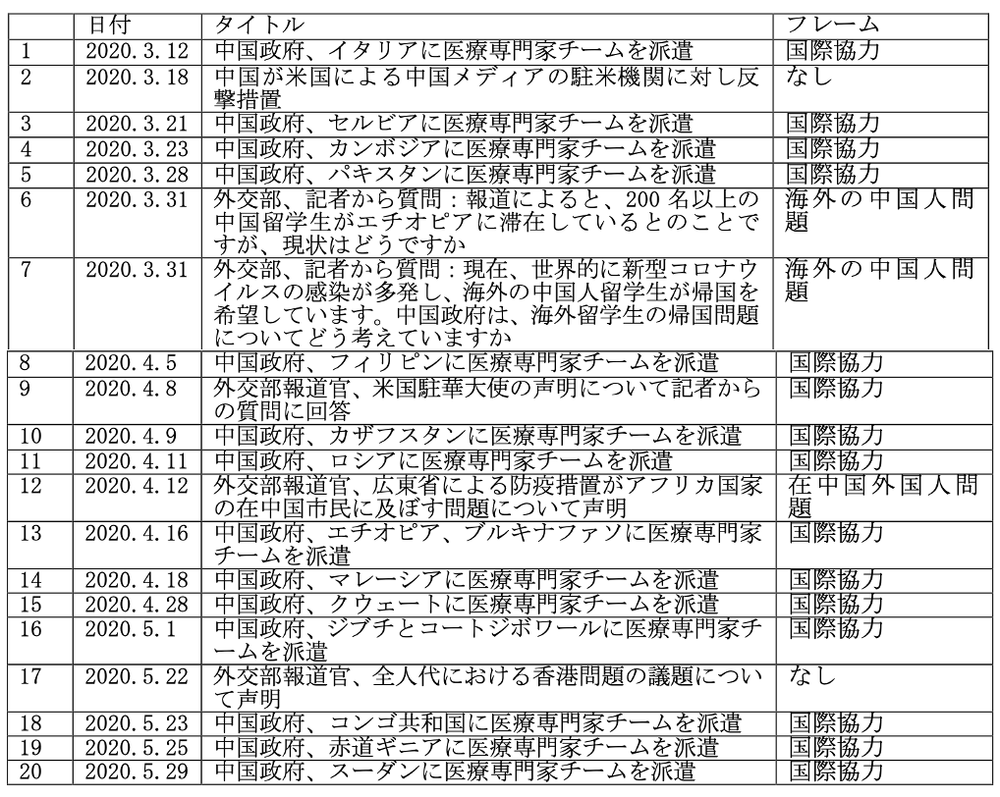 日付 タイトル フレーム
1 2020.3.12 中国政府、イタリアに医療専門家チームを派遣 国際協力
2 2020.3.18 中国が米国による中国メディアの駐米機関に対し反 なし
撃措置
3 2020.3.21 中国政府、セルビアに医療専門家チームを派遣 国際協力
4 2020.3.23 中国政府、カンボジアに医療専門家チームを派遣 国際協力
5 2020.3.28 中国政府、パキスタンに医療専門家チームを派遣 国際協力
6 2020.3.31 外交部、記者から質問：報道によると、200 名以上の 海外の中国人問
中国留学生がエチオピアに滞在しているとのことで 題
すが、現状はどうですか
7 2020.3.31 外交部、記者から質問：現在、世界的に新型コロナウ 海外の中国人問
イルスの感染が多発し、海外の中国人留学生が帰国を 題
希望しています。中国政府は、海外留学生の帰国問題
についてどう考えていますか
8 2020.4.5 中国政府、フィリピンに医療専門家チームを派遣 国際協力
9 2020.4.8 外交部報道官、米国駐華大使の声明について記者から 国際協力
の質問に回答
10 2020.4.9 中国政府、カザフスタンに医療専門家チームを派遣 国際協力
11 2020.4.11 中国政府、ロシアに医療専門家チームを派遣 国際協力
12 2020.4.12 外交部報道官、広東省による防疫措置がアフリカ国家 在中国外国人問
の在中国市民に及ぼす問題について声明 題
13 2020.4.16 中国政府、エチオピア、ブルキナファソに医療専門家 国際協力
チームを派遣
14 2020.4.18 中国政府、マレーシアに医療専門家チームを派遣 国際協力
15 2020.4.28 中国政府、クウェートに医療専門家チームを派遣 国際協力
16 2020.5.1 中国政府、ジブチとコートジボワールに医療専門家チ 国際協力
ームを派遣
17 2020.5.22 外交部報道官、全人代における香港問題の議題につい なし
て声明
18 2020.5.23 中国政府、コンゴ共和国に医療専門家チームを派遣 国際協力
19 2020.5.25 中国政府、赤道ギニアに医療専門家チームを派遣 国際協力
20 2020.5.29 中国政府、スーダンに医療専門家チームを派遣 国際協力